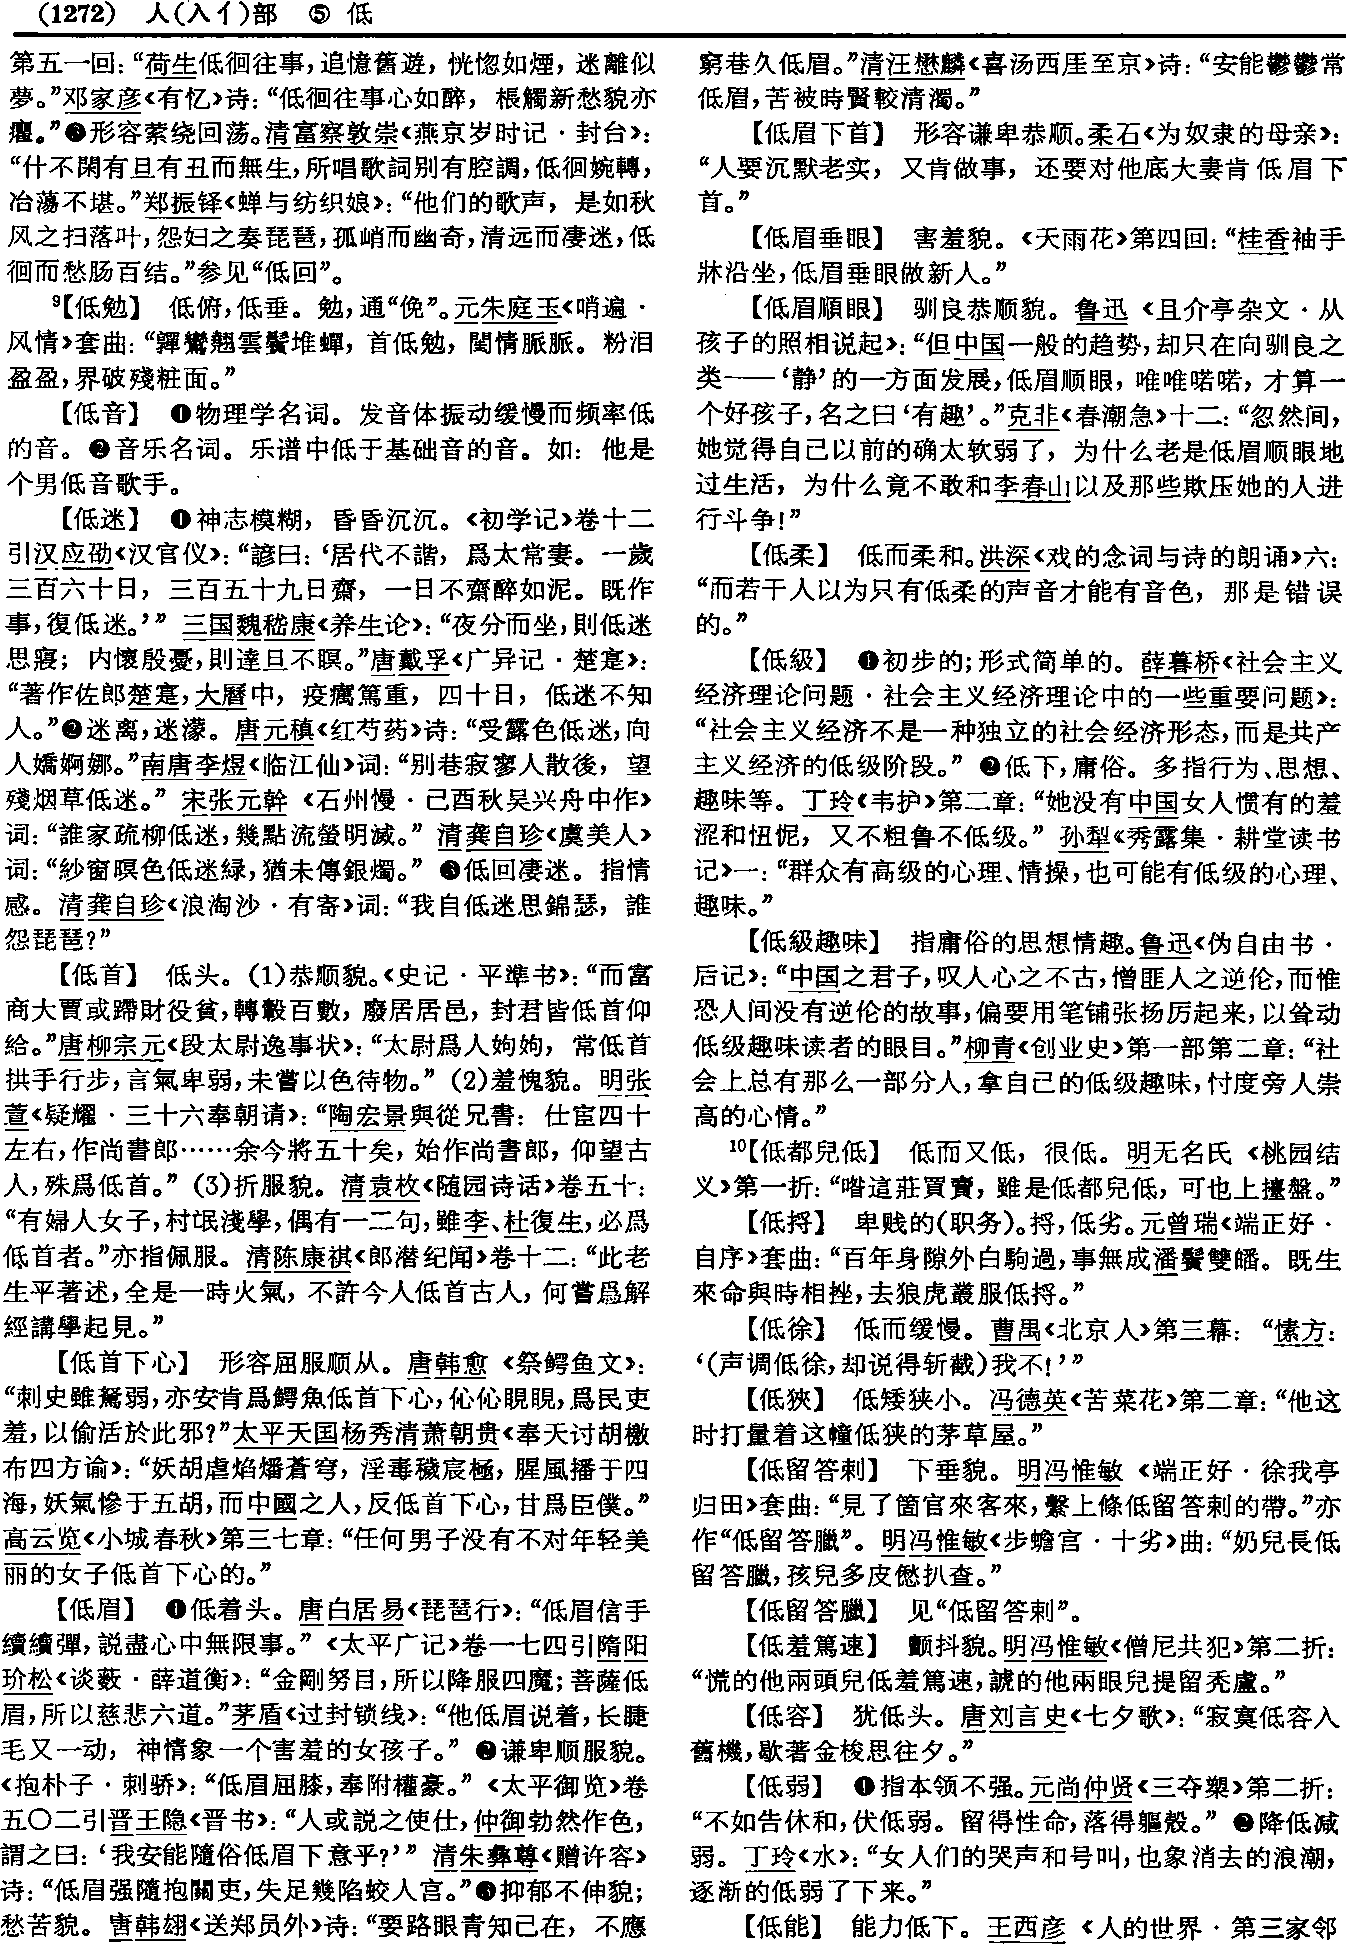 (1272) 人(入亻)部 ⑤ 低
第五一回：“荷生低徊往事，追憶舊遊，恍惚如煙，迷離似
夢。”邓家彦《有忆》诗：“低徊往事心如醉，棖觸新愁貌亦
癯。”❸形容萦绕回荡。清富察敦崇《燕京岁时记·封台》：
“什不閑有旦有丑而無生，所唱歌詞别有腔調，低徊婉轉，
冶蕩不堪。”郑振铎《蝉与纺织娘》：“他们的歌声，是如秋
风之扫落叶，怨妇之奏琵琶，孤峭而幽奇，清远而凄迷，低
徊而愁肠百结。”参见“低回”。
⁹【低勉】 低俯，低垂。勉，通“俛”。元朱庭玉《哨遍·
风情》套曲：“嚲鸞翹雲鬢堆蟬，首低勉，閨情脈脈。粉泪
盈盈，界破殘粧面。”
【低音】 ❶物理学名词。发音体振动缓慢而频率低
的音。❷音乐名词。乐谱中低于基础音的音。如：他是
个男低音歌手。
【低迷】 ❶神志模糊，昏昏沉沉。《初学记》卷十二
引汉应劭《汉官仪》：“諺曰：‘居代不諧，爲太常妻。一歲
三百六十日，三百五十九日齋，一日不齋醉如泥。既作
事，復低迷。’” 三国魏嵇康《养生论》：“夜分而坐，則低迷
思寢；内懷殷憂，則達旦不瞑。”唐戴孚《广异记·楚寔》：
“著作佐郎楚寔，大曆中，疫癘篤重，四十日，低迷不知
人。”❷迷离，迷濛。唐元稹《红芍药》诗：“受露色低迷，向
人嬌婀娜。”南唐李煜《临江仙》词：“别巷寂寥人散後，望
殘烟草低迷。” 宋张元幹《石州慢·己酉秋吴兴舟中作》
词：“誰家疏柳低迷，幾點流螢明滅。” 清龚自珍《虞美人》
词：“紗窗暝色低迷緑，猶未傳銀燭。” ❸低回凄迷。指情
感。清龚自珍《浪淘沙·有寄》词：“我自低迷思錦瑟，誰
怨琵琶？”
【低首】 低头。(1)恭顺貌。《史记·平準书》：“而富
商大賈或蹛財役貧，轉轂百數，廢居居邑，封君皆低首仰
給。”唐柳宗元《段太尉逸事状》：“太尉爲人姁姁，常低首
拱手行步，言氣卑弱，未嘗以色待物。” (2)羞愧貌。明张
萱《疑耀·三十六奉朝请》：“陶宏景與從兄書：仕宦四十
左右，作尚書郎……余今將五十矣，始作尚書郎，仰望古
人，殊爲低首。” (3)折服貌。清袁枚《随园诗话》卷五十：
“有婦人女子，村氓淺學，偶有一二句，雖李、杜復生，必爲
低首者。”亦指佩服。清陈康祺《郎潜纪闻》卷十二：“此老
生平著述，全是一時火氣，不許今人低首古人，何嘗爲解
經講學起見。”
【低首下心】 形容屈服顺从。唐韩愈《祭鳄鱼文》：
“刺史雖駑弱，亦安肯爲鰐魚低首下心，伈伈睍睍，爲民吏
羞，以偷活於此邪？”太平天国杨秀清萧朝贵《奉天讨胡檄
布四方谕》：“妖胡虐焰燔蒼穹，淫毒穢宸極，腥風播于四
海，妖氣慘于五胡，而中國之人，反低首下心，甘爲臣僕。”
高云览《小城春秋》第三七章：“任何男子没有不对年轻美
丽的女子低首下心的。”
【低眉】 ❶低着头。唐白居易《琵琶行》：“低眉信手
續續彈，説盡心中無限事。” 《太平广记》卷一七四引隋阳
玠松《谈薮·薛道衡》：“金剛努目，所以降服四魔；菩薩低
眉，所以慈悲六道。”茅盾《过封锁线》：“他低眉说着，长睫
毛又一动，神情象一个害羞的女孩子。” ❷谦卑顺服貌。
《抱朴子·刺骄》：“低眉屈膝，奉附權豪。” 《太平御览》卷
五〇二引晋王隐《晋书》：“人或説之使仕，仲御勃然作色，
謂之曰：‘我安能隨俗低眉下意乎？’” 清朱彝尊《赠许容》
诗：“低眉强隨抱關吏，失足幾陷蛟人宫。”❸抑郁不伸貌；
愁苦貌。唐韩翃《送郑员外》诗：“要路眼青知己在，不應
窮巷久低眉。”清汪懋麟《喜汤西厓至京》诗：“安能鬱鬱常
低眉，苦被時賢較清濁。”
【低眉下首】 形容谦卑恭顺。柔石《为奴隶的母亲》：
“人要沉默老实，又肯做事，还要对他底大妻肯低眉下
首。”
【低眉垂眼】 害羞貌。《天雨花》第四回：“桂香袖手
牀沿坐，低眉垂眼做新人。”
【低眉順眼】 驯良恭顺貌。鲁迅《且介亭杂文·从
孩子的照相说起》：“但中国一般的趋势，却只在向驯良之
类——‘静’的一方面发展，低眉顺眼，唯唯喏喏，才算一
个好孩子，名之曰‘有趣’。”克非《春潮急》十二：“忽然间，
她觉得自己以前的确太软弱了，为什么老是低眉顺眼地
过生活，为什么竟不敢和李春山以及那些欺压她的人进
行斗争！”
【低柔】 低而柔和。洪深《戏的念词与诗的朗诵》六：
“而若干人以为只有低柔的声音才能有音色，那是错误
的。”
【低級】 ❶初步的；形式简单的。薛暮桥《社会主义
经济理论问题·社会主义经济理论中的一些重要问题》：
“社会主义经济不是一种独立的社会经济形态，而是共产
主义经济的低级阶段。” ❷低下，庸俗。多指行为、思想、
趣味等。丁玲《韦护》第二章：“她没有中国女人惯有的羞
涩和忸怩，又不粗鲁不低级。” 孙犁《秀露集·耕堂读书
记》一：“群众有高级的心理、情操，也可能有低级的心理、
趣味。”
【低級趣味】 指庸俗的思想情趣。鲁迅《伪自由书·
后记》：“中国之君子，叹人心之不古，憎匪人之逆伦，而惟
恐人间没有逆伦的故事，偏要用笔铺张扬厉起来，以耸动
低级趣味读者的眼目。”柳青《创业史》第一部第二章：“社
会上总有那么一部分人，拿自己的低级趣味，忖度旁人崇
高的心情。”
¹⁰【低都兒低】 低而又低，很低。明无名氏《桃园结
义》第一折：“喒這莊買賣，雖是低都兒低，可也上擡盤。”
【低捋】 卑贱的（职务）。捋，低劣。元曾瑞《端正好·
自序》套曲：“百年身隙外白駒過，事無成潘鬢雙皤。既生
來命與時相挫，去狼虎叢服低捋。”
【低徐】 低而缓慢。曹禺《北京人》第三幕：“愫方：
‘（声调低徐，却说得斩截）我不！’”
【低狹】 低矮狭小。冯德英《苦菜花》第二章：“他这
时打量着这幢低狭的茅草屋。”
【低留答剌】 下垂貌。明冯惟敏《端正好·徐我亭
归田》套曲：“見了箇官來客來，繫上條低留答剌的帶。”亦
作“低留答臘”。明冯惟敏《步蟾宫·十劣》曲：“奶兒長低
留答臘，孩兒多皮憊扒查。”
【低留答臘】 见“低留答剌”。
【低羞篤速】 颤抖貌。明冯惟敏《僧尼共犯》第二折：
“慌的他兩頭兒低羞篤速，諕的他兩眼兒提留秃盧。”
【低容】 犹低头。唐刘言史《七夕歌》：“寂寞低容入
舊機，歇著金梭思往夕。”
【低弱】 ❶指本领不强。元尚仲贤《三夺槊》第二折：
“不如告休和，伏低弱。留得性命，落得軀殼。” ❷降低减
弱。丁玲《水》：“女人们的哭声和号叫，也象消去的浪潮，
逐渐的低弱了下来。”
【低能】 能力低下。王西彦《人的世界·第三家邻